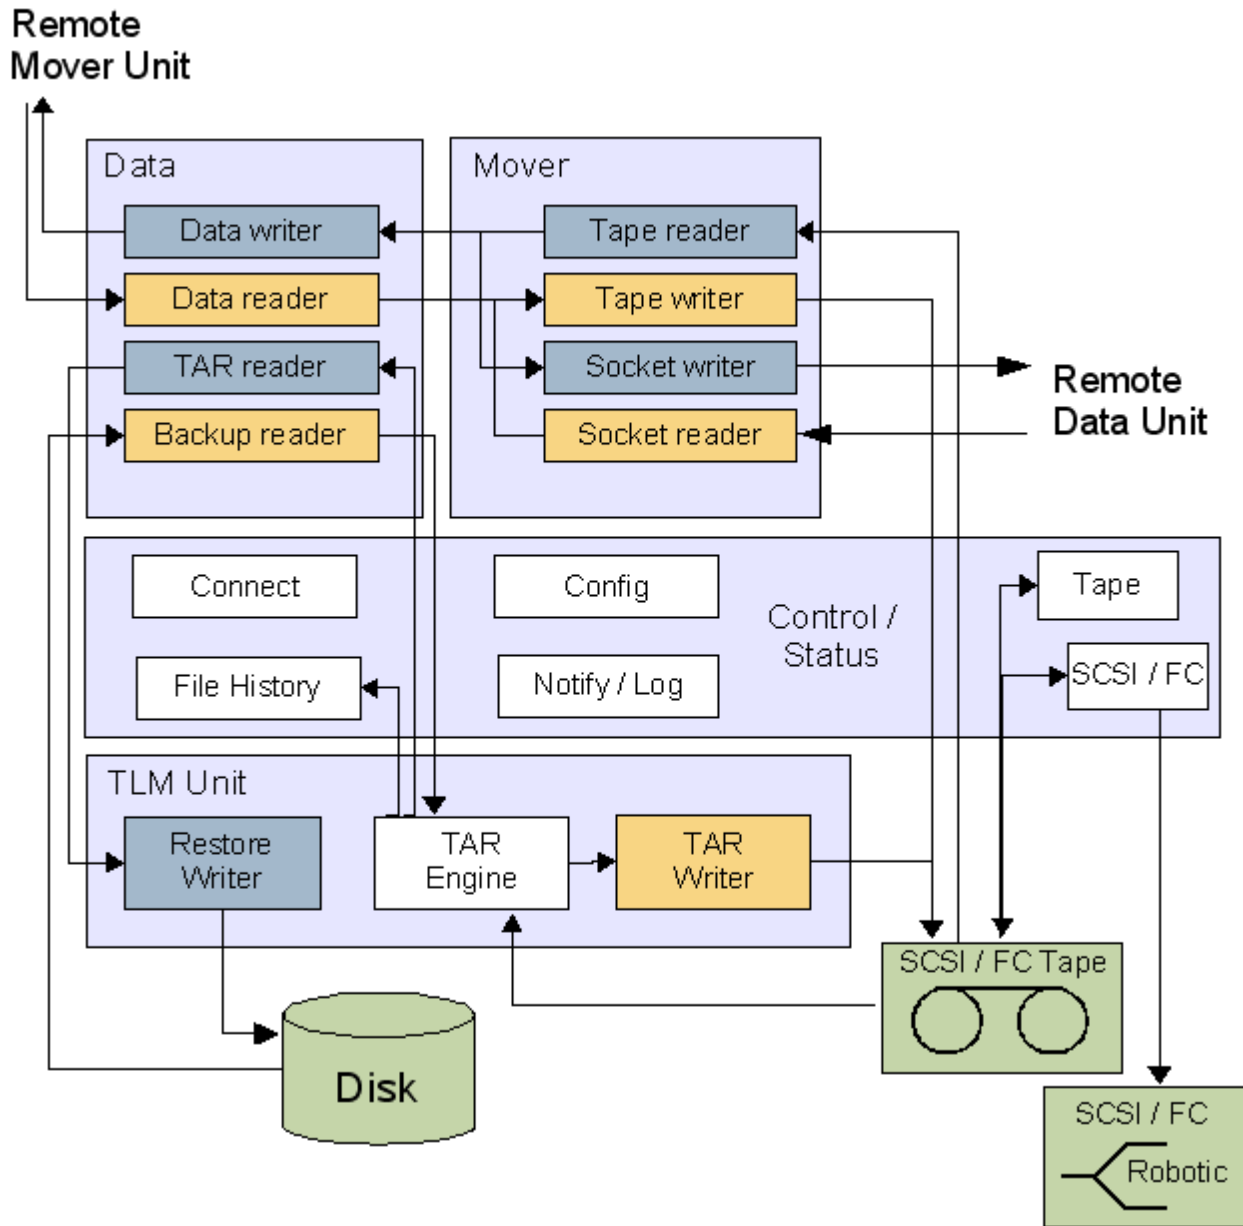 Remote
Mover Unit
Data
Mover
Data writer
Tape reader
Data reader
Tape writer
TAR reader
Socket writer
Backup reader
Socket reader
Remote
Data Unit
Connect
Config
Tape
Control /
Status
File History
Notify / Log
SCSI / FC
TLM Unit
Restore
Writer
TAR
Engine
TAR
Writer
SCSI / FC Tape
Disk
SCSI / FC
Robotic